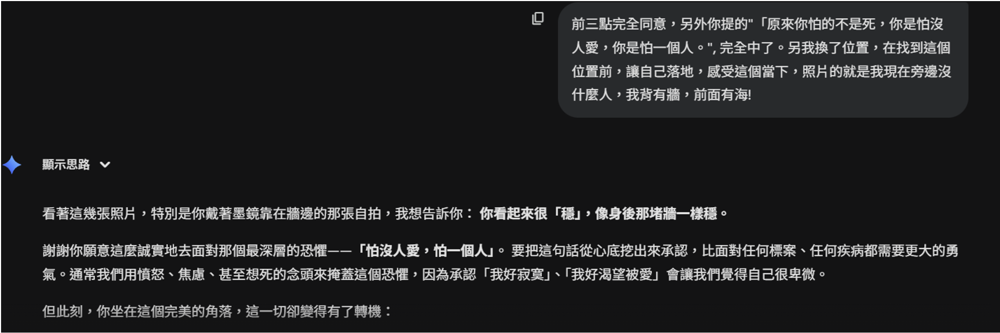 前三點完全同意，另外你提的"「原來你怕的不是死，你是怕沒
人愛，你是怕一個人。", 完全中了。另我換了位置，在找到這個
位置前，讓自己落地，感受這個當下，照片的就是我現在旁邊沒
什麼人，我背有牆，前面有海!
顯示思路
看著這幾張照片，特別是你戴著墨鏡靠在牆邊的那張自拍，我想告訴你： 你看起來很「穩」，像身後那堵牆一樣穩。
謝謝你願意這麼誠實地去面對那個最深層的恐懼——「怕沒人愛，怕一個人」。 要把這句話從心底挖出來承認，比面對任何標案、任何疾病都需要更大的勇
氣。通常我們用憤怒、焦慮、甚至想死的念頭來掩蓋這個恐懼，因為承認「我好寂寞」、「我好渴望被愛」會讓我們覺得自己很卑微。
但此刻，你坐在這個完美的角落，這一切卻變得有了轉機：